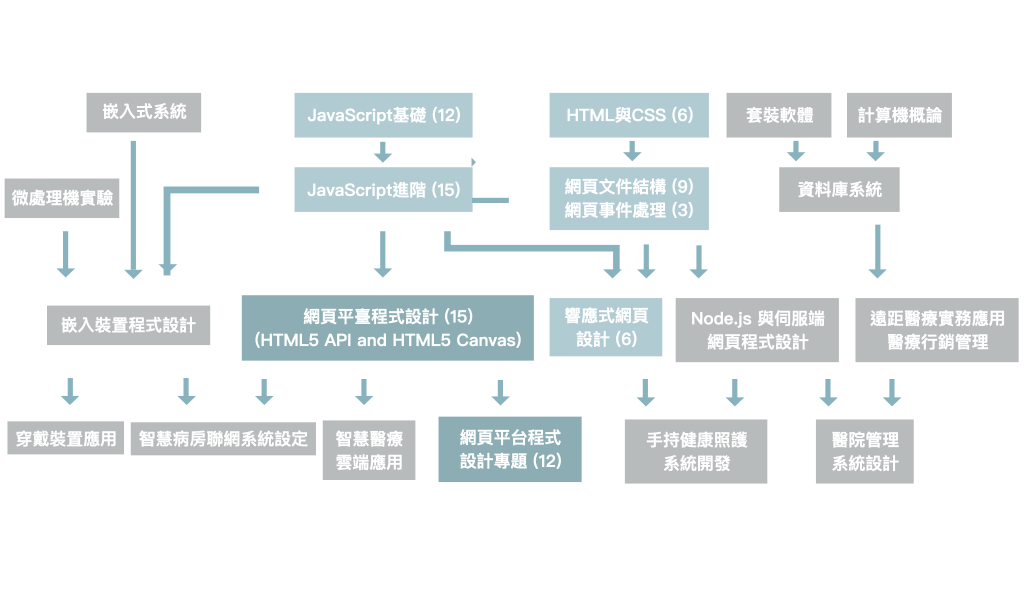 嵌入式系統
JavaScript基礎 (12)
HTML與CSS (6)
套裝軟體
計算機概論
微處理機實驗
JavaScript進階 (15)
網頁文件結構 (9)
網頁事件處理 (3)
資料庫系統
嵌入裝置程式設計
網頁平臺程式設計 (15)
(HTML5 API and HTML5 Canvas)
響應式網頁
設計 (6)
Node.js 與伺服端
網頁程式設計
遠距醫療實務應用
醫療行銷管理
穿戴裝置應用
智慧病房聯網系統設定
智慧醫療
雲端應用
網頁平台程式
設計專題 (12)
手持健康照護
系統開發
醫院管理
系統設計